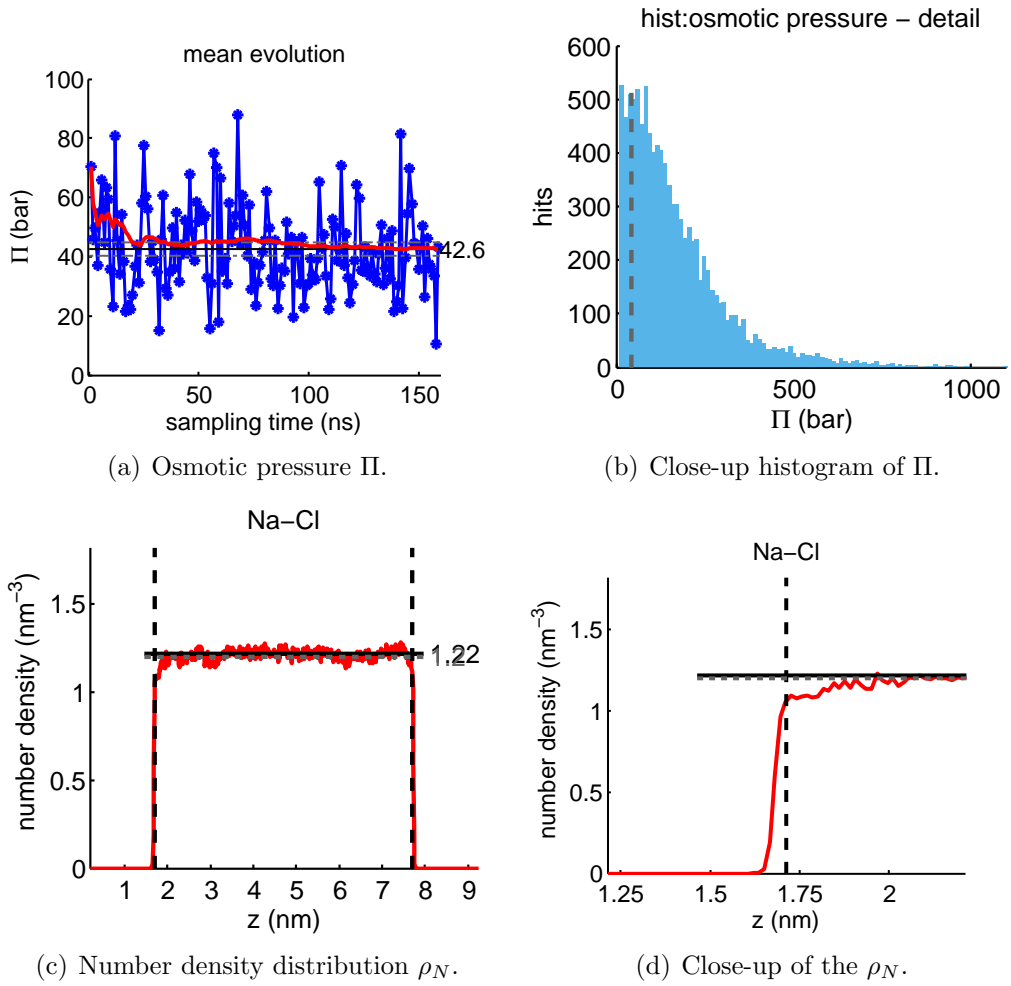 mean evolution
100
80
60
40
20
0
Π (bar)
42.6
0 50 100 150
sampling time (ns)
(a) Osmotic pressure Π.
hist:osmotic pressure − detail
600
500
400
300
200
100
0
hits
0 500 1000
Π (bar)
(b) Close-up histogram of Π.
Na−Cl
1.5
1
0.5
0
number density (nm⁻³)
1.22
1.2
1 2 3 4 5 6 7 8 9
z (nm)
(c) Number density distribution ρN.
Na−Cl
1.5
1
0.5
0
number density (nm⁻³)
1.25 1.5 1.75 2
z (nm)
(d) Close-up of the ρN.